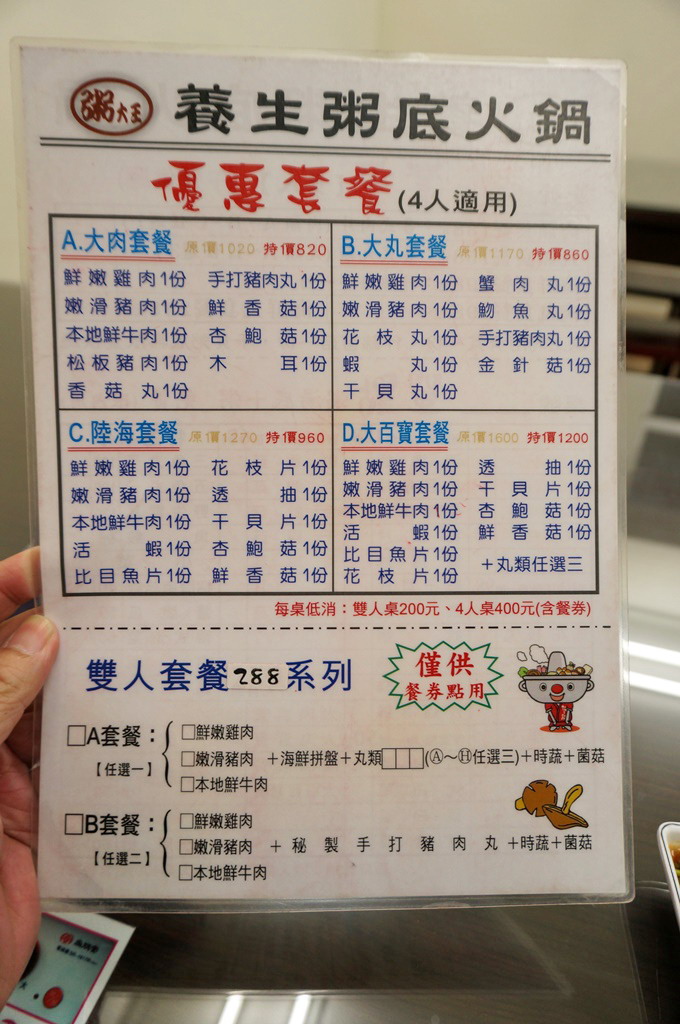 粥大王
養生粥底火鍋
優惠套餐(4人適用)
A.大肉套餐 原價1020 特價820
鮮嫩雞肉1份 手打豬肉丸1份
嫩滑豬肉1份 鮮香菇1份
本地鮮牛肉1份 杏鮑菇1份
松板豬肉1份 木耳1份
香菇丸1份
B.大丸套餐 原價1170 特價860
鮮嫩雞肉1份 蟹肉丸1份
嫩滑豬肉1份 魩魚丸1份
花枝丸1份 手打豬肉丸1份
蝦丸1份 金針菇1份
干貝丸1份
C.陸海套餐 原價1270 特價960
鮮嫩雞肉1份 花枝片1份
嫩滑豬肉1份 透抽1份
本地鮮牛肉1份 干貝片1份
活蝦1份 杏鮑菇1份
比目魚片1份 鮮香菇1份
D.大百寶套餐 原價1600 特價1200
鮮嫩雞肉1份 透抽1份
嫩滑豬肉1份 干貝片1份
本地鮮牛肉1份 杏鮑菇1份
活蝦1份 鮮香菇1份
比目魚片1份 +丸類任選三
花枝片1份
每桌低消：雙人桌200元、4人桌400元(含餐券)
雙人套餐288系列
僅供
餐券點用
□A套餐：
【任選一】
□鮮嫩雞肉
□嫩滑豬肉 +海鮮拼盤+丸類□□□(Ⓐ～Ⓗ任選三)+時蔬+菌菇
□本地鮮牛肉
□B套餐：
【任選二】
□鮮嫩雞肉
□嫩滑豬肉 +秘製手打豬肉丸+時蔬+菌菇
□本地鮮牛肉